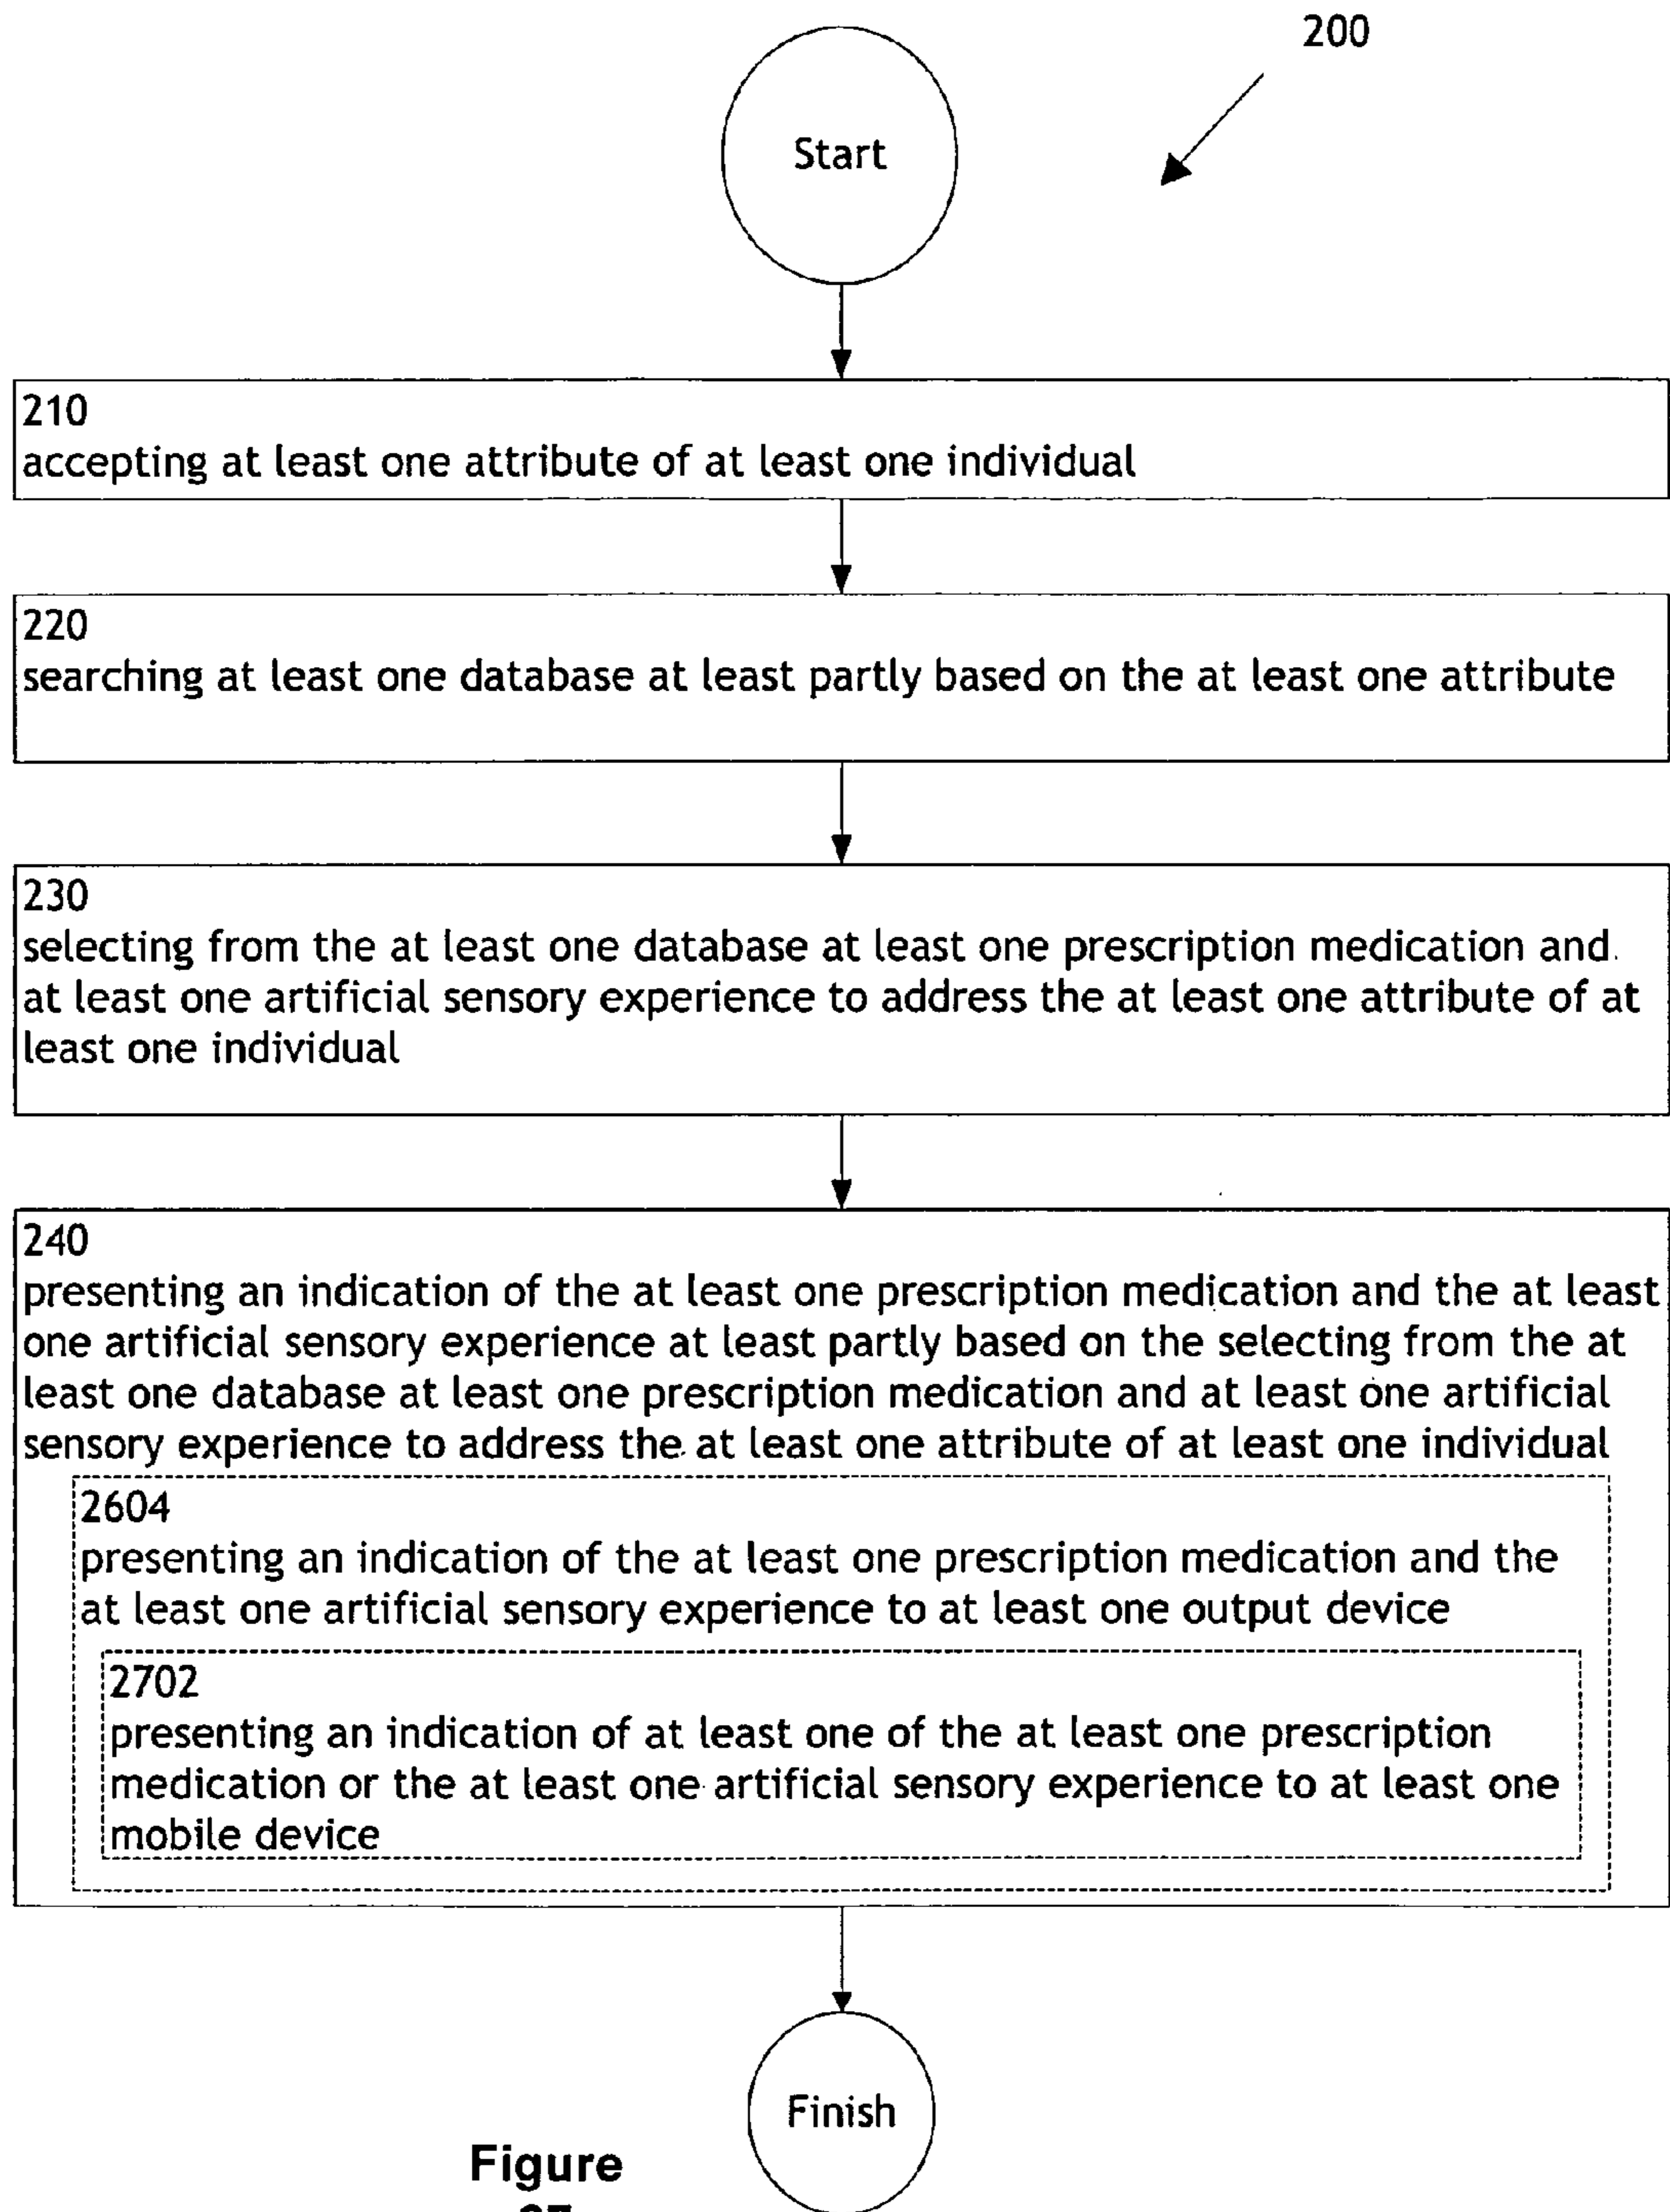 200
Start
210
accepting at least one attribute of at least one individual
220
searching at least one database at least partly based on the at least one attribute
230
selecting from the at least one database at least one prescription medication and
at least one artificial sensory experience to address the at least one attribute of at
least one individual
240
presenting an indication of the at least one prescription medication and the at least
one artificial sensory experience at least partly based on the selecting from the at
least one database at least one prescription medication and at least one artificial
sensory experience to address the at least one attribute of at least one individual
2604
presenting an indication of the at least one prescription medication and the
at least one artificial sensory experience to at least one output device
2702
presenting an indication of at least one of the at least one prescription
medication or the at least one artificial sensory experience to at least one
mobile device
Finish
Figure